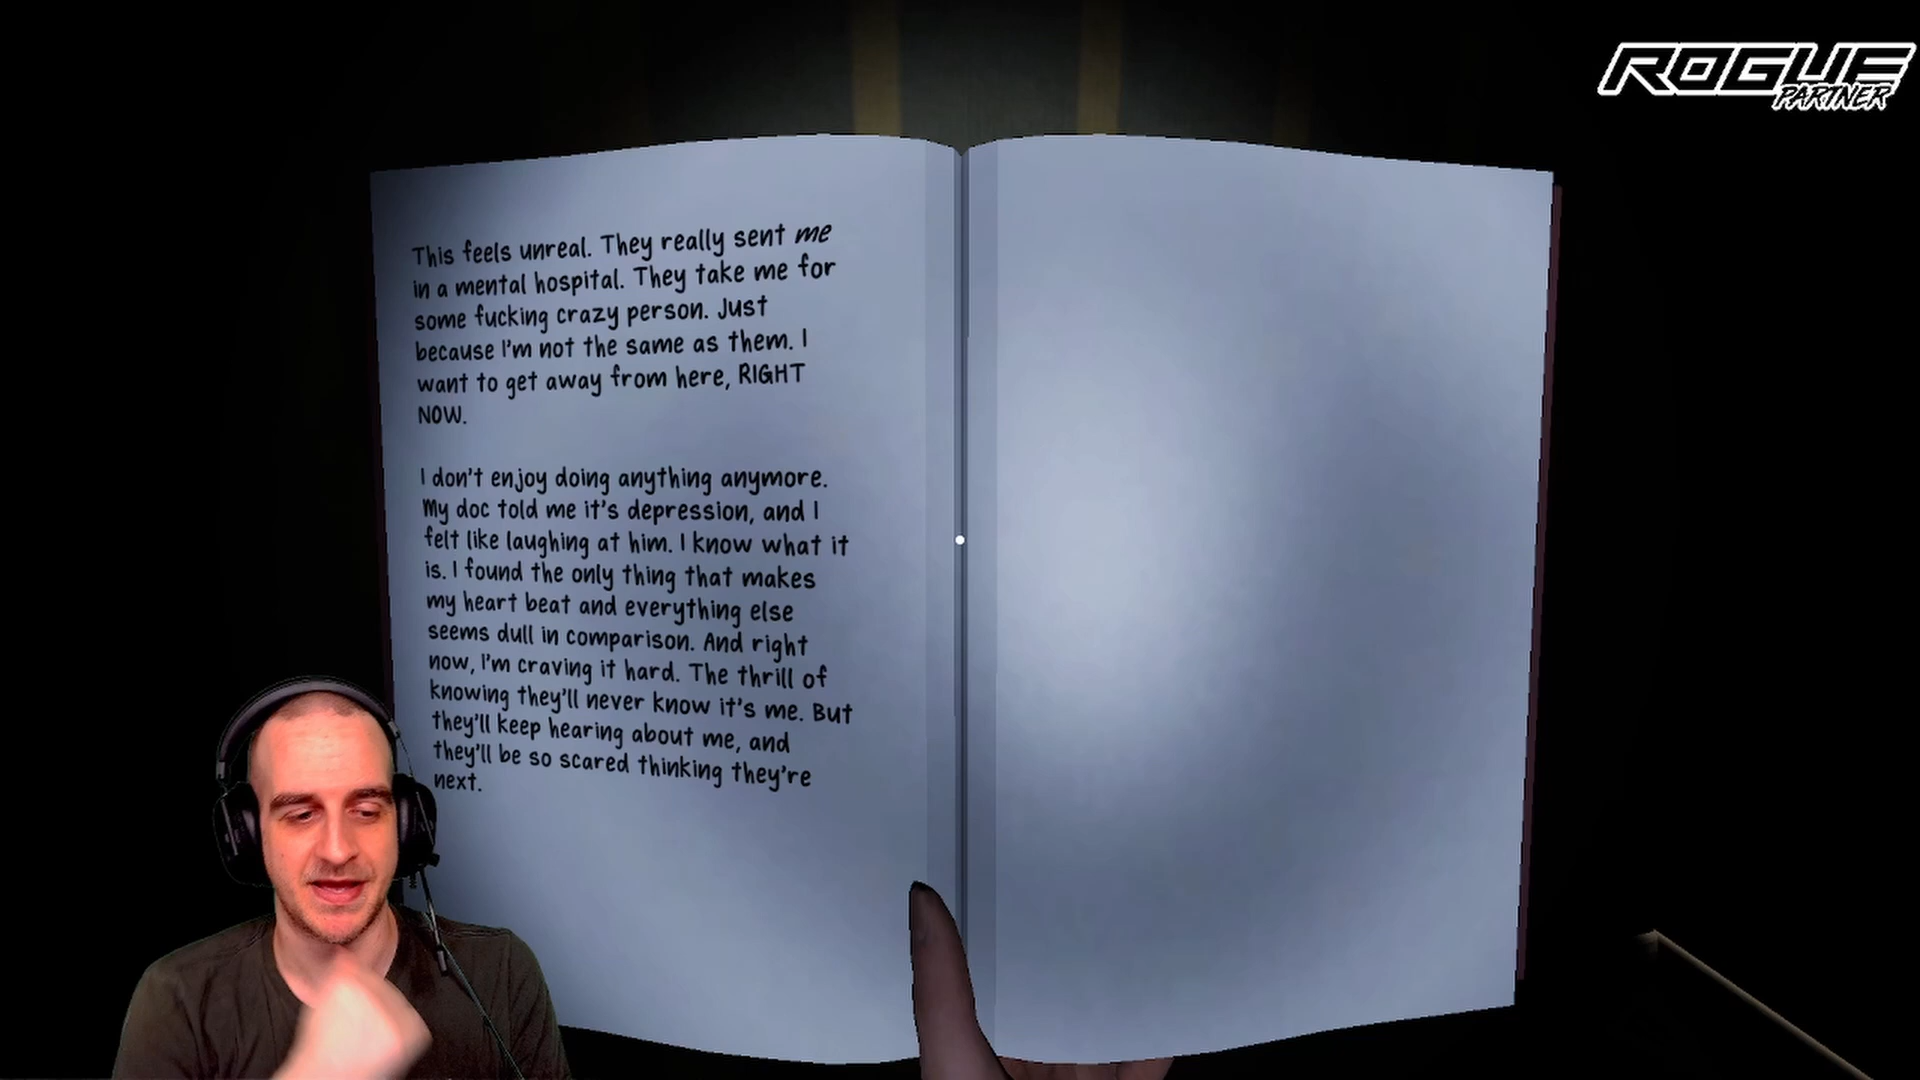 ROGUE
PARTNER
This feels unreal. They really sent me
in a mental hospital. They take me for
some fucking crazy person. Just
because I'm not the same as them. I
want to get away from here, RIGHT
NOW.
I don't enjoy doing anything anymore.
My doc told me it's depression, and I
felt like laughing at him. I know what it
is. I found the only thing that makes
my heart beat and everything else
seems dull in comparison. And right
now, I'm craving it hard. The thrill of
knowing they'll never know it's me. But
they'll keep hearing about me, and
they'll be so scared thinking they're
next.